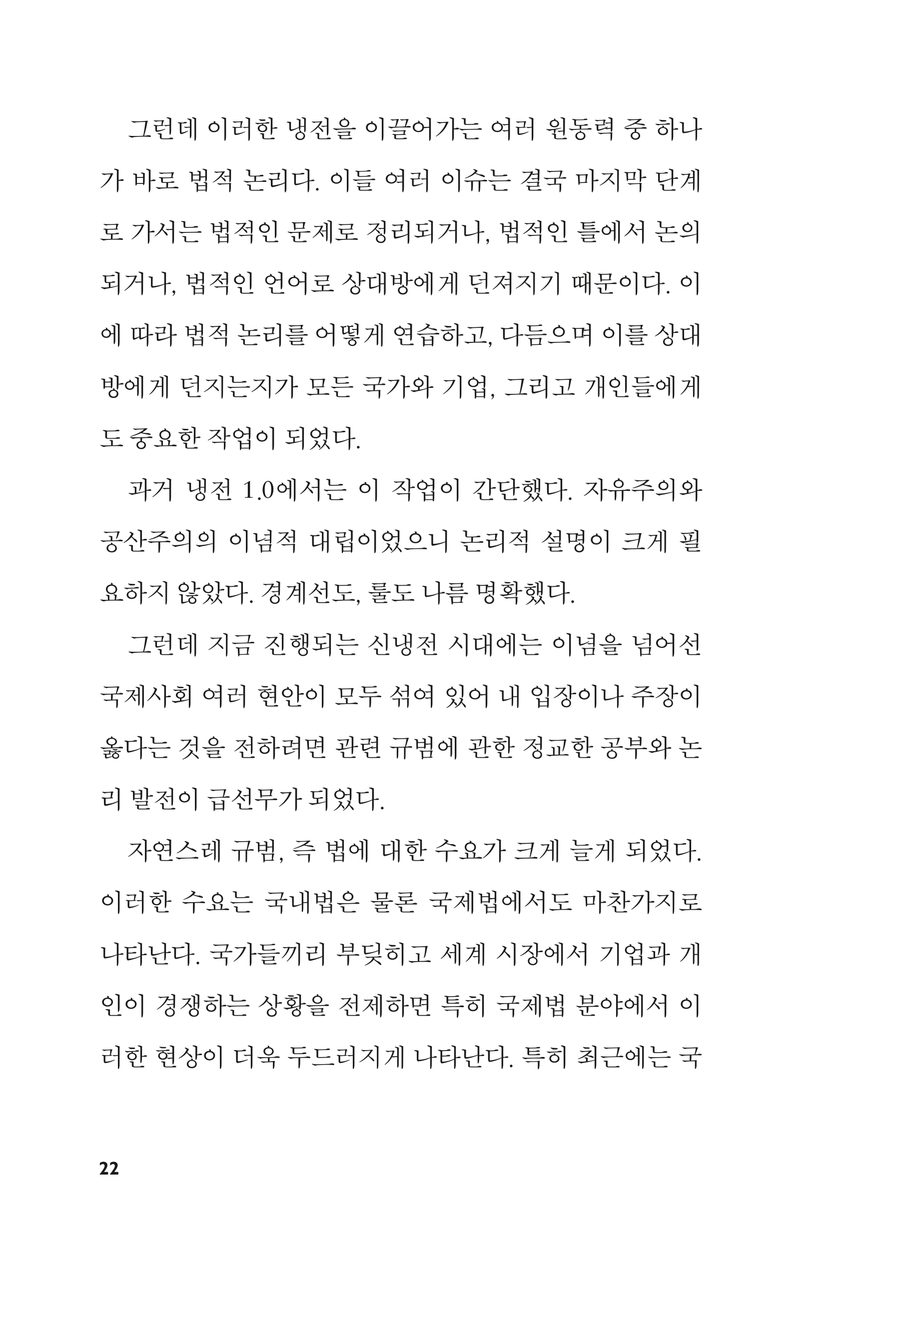 그런데 이러한 냉전을 이끌어가는 여러 원동력 중 하나
가 바로 법적 논리다. 이들 여러 이슈는 결국 마지막 단계
로 가서는 법적인 문제로 정리되거나, 법적인 틀에서 논의
되거나, 법적인 언어로 상대방에게 던져지기 때문이다. 이
에 따라 법적 논리를 어떻게 연습하고, 다듬으며 이를 상대
방에게 던지는지가 모든 국가와 기업, 그리고 개인들에게
도 중요한 작업이 되었다.
과거 냉전 1.0에서는 이 작업이 간단했다. 자유주의와
공산주의의 이념적 대립이었으니 논리적 설명이 크게 필
요하지 않았다. 경계선도, 룰도 나름 명확했다.
그런데 지금 진행되는 신냉전 시대에는 이념을 넘어선
국제사회 여러 현안이 모두 섞여 있어 내 입장이나 주장이
옳다는 것을 전하려면 관련 규범에 관한 정교한 공부와 논
리 발전이 급선무가 되었다.
자연스레 규범, 즉 법에 대한 수요가 크게 늘게 되었다.
이러한 수요는 국내법은 물론 국제법에서도 마찬가지로
나타난다. 국가들끼리 부딪히고 세계 시장에서 기업과 개
인이 경쟁하는 상황을 전제하면 특히 국제법 분야에서 이
러한 현상이 더욱 두드러지게 나타난다. 특히 최근에는 국
22